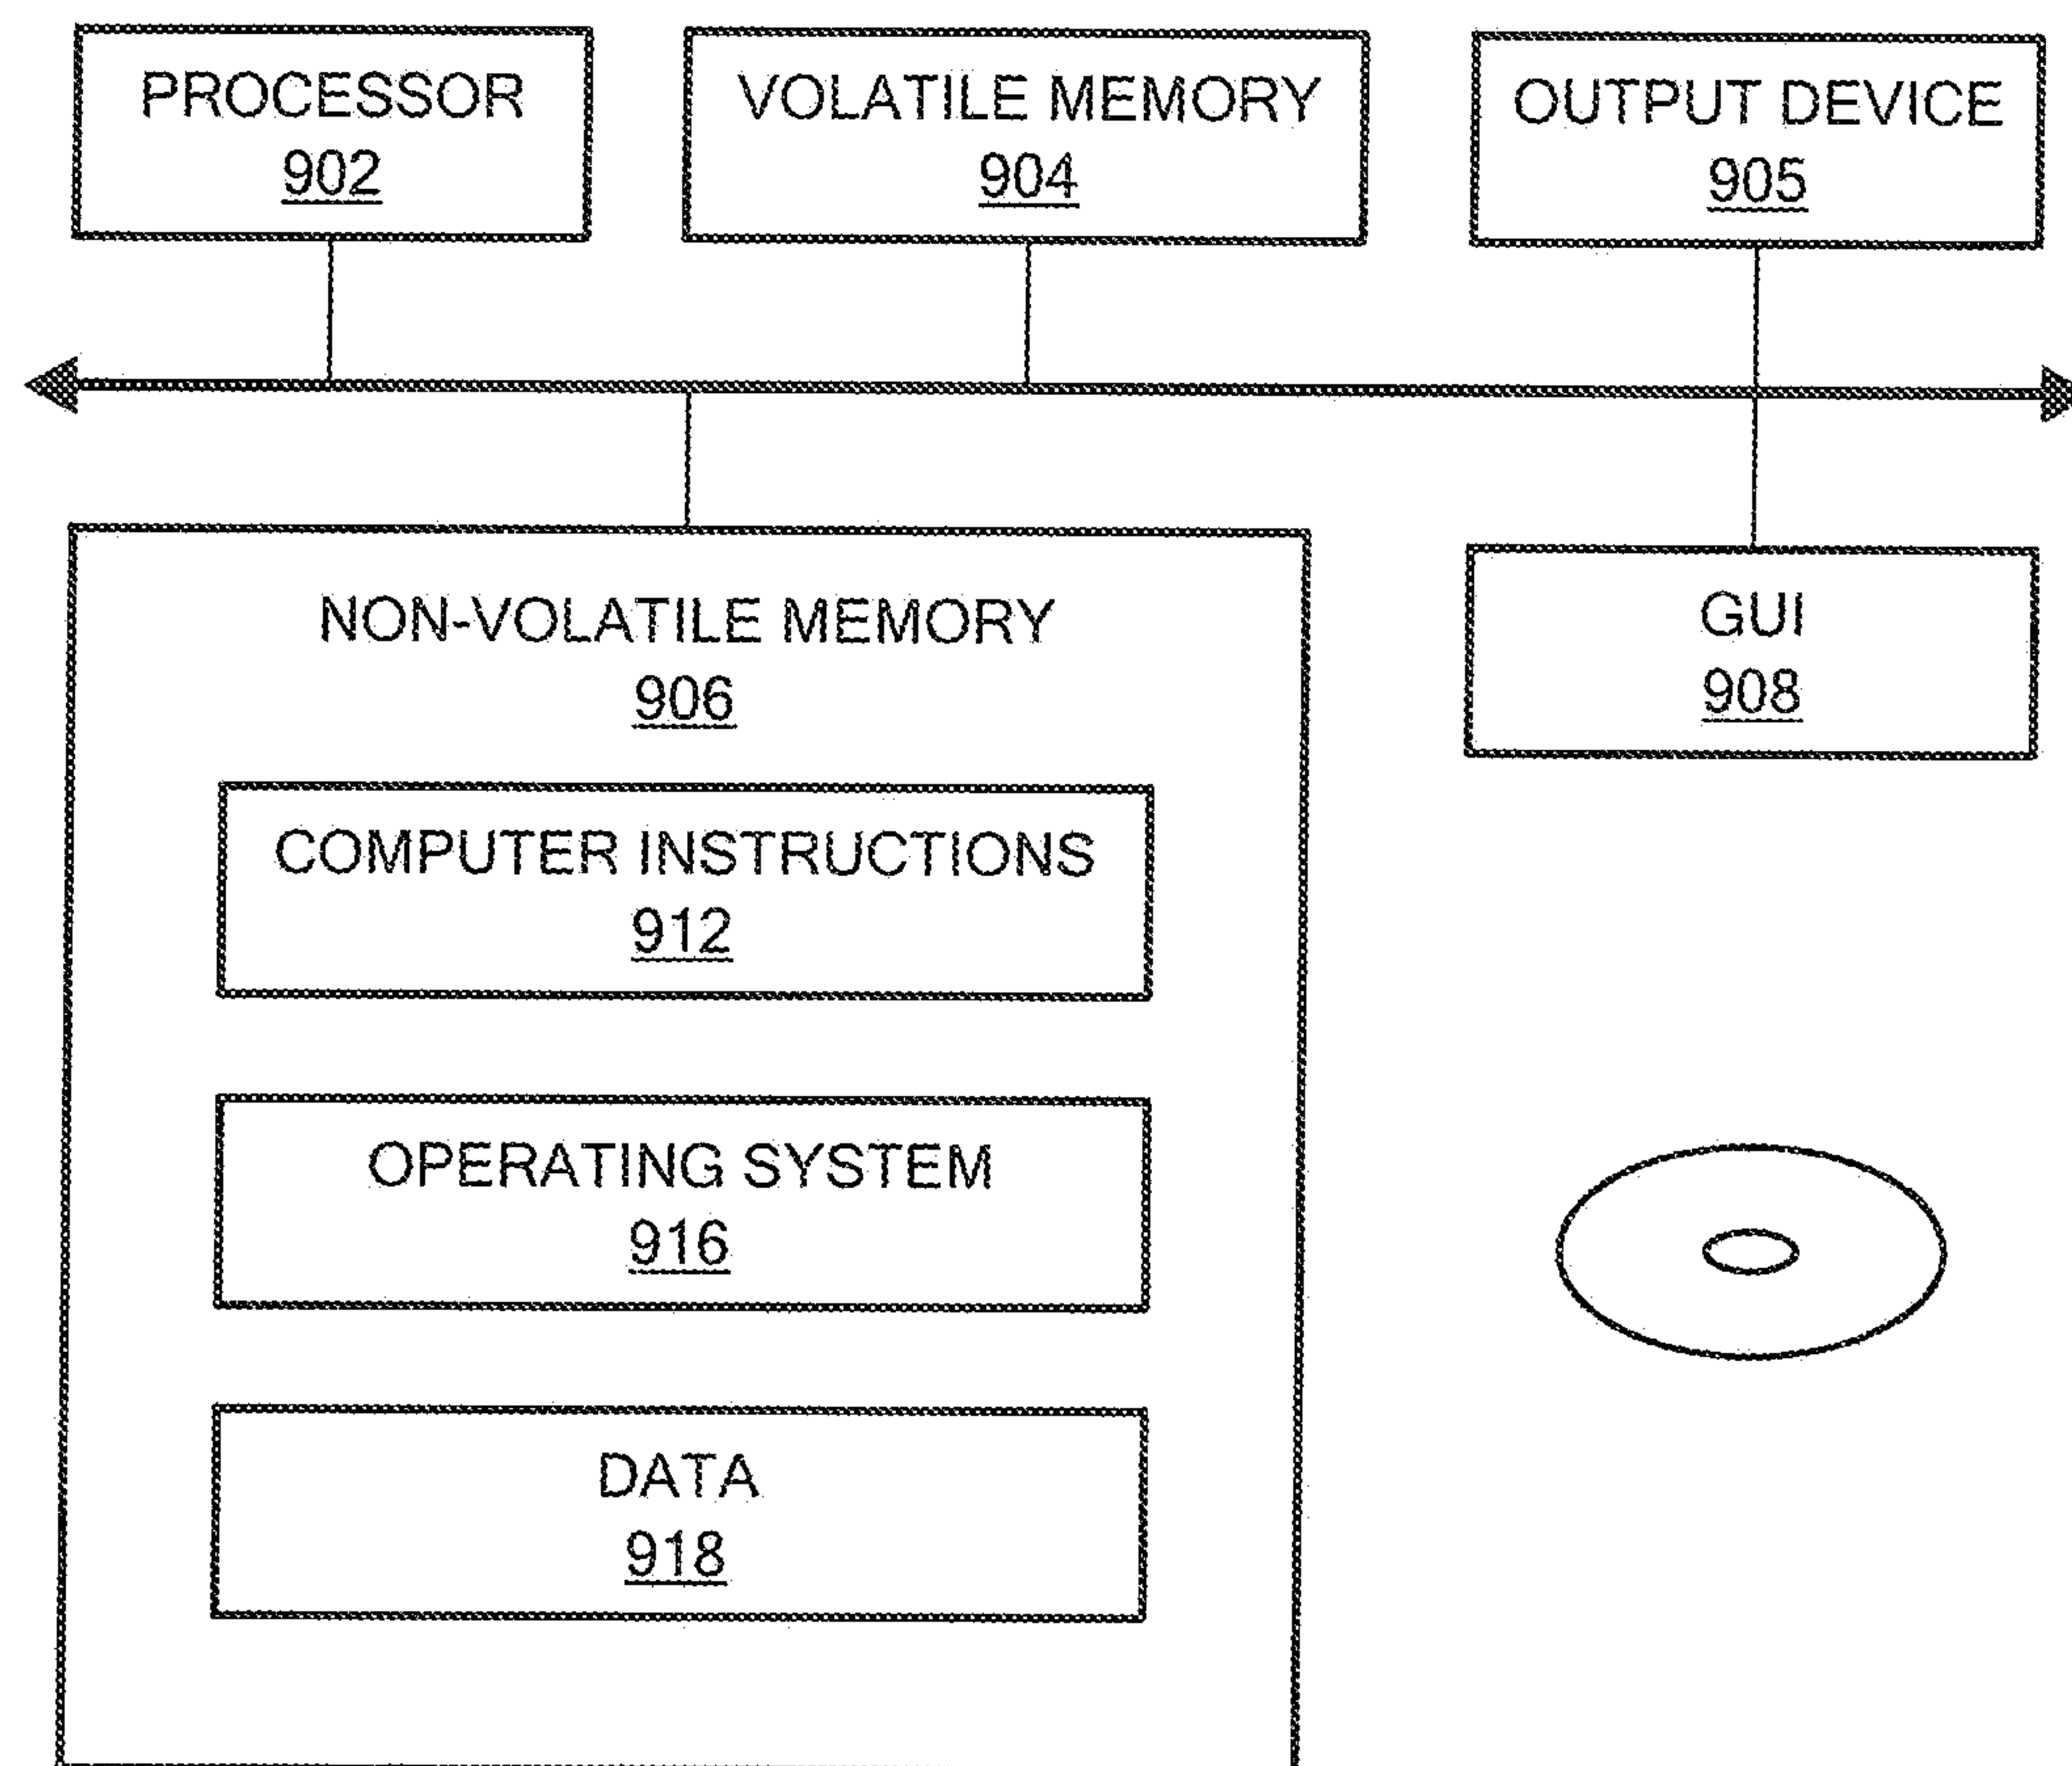 PROCESSOR
902
VOLATILE MEMORY
904
OUTPUT DEVICE
905
NON-VOLATILE MEMORY
906
GUI
908
COMPUTER INSTRUCTIONS
912
OPERATING SYSTEM
916
DATA
918